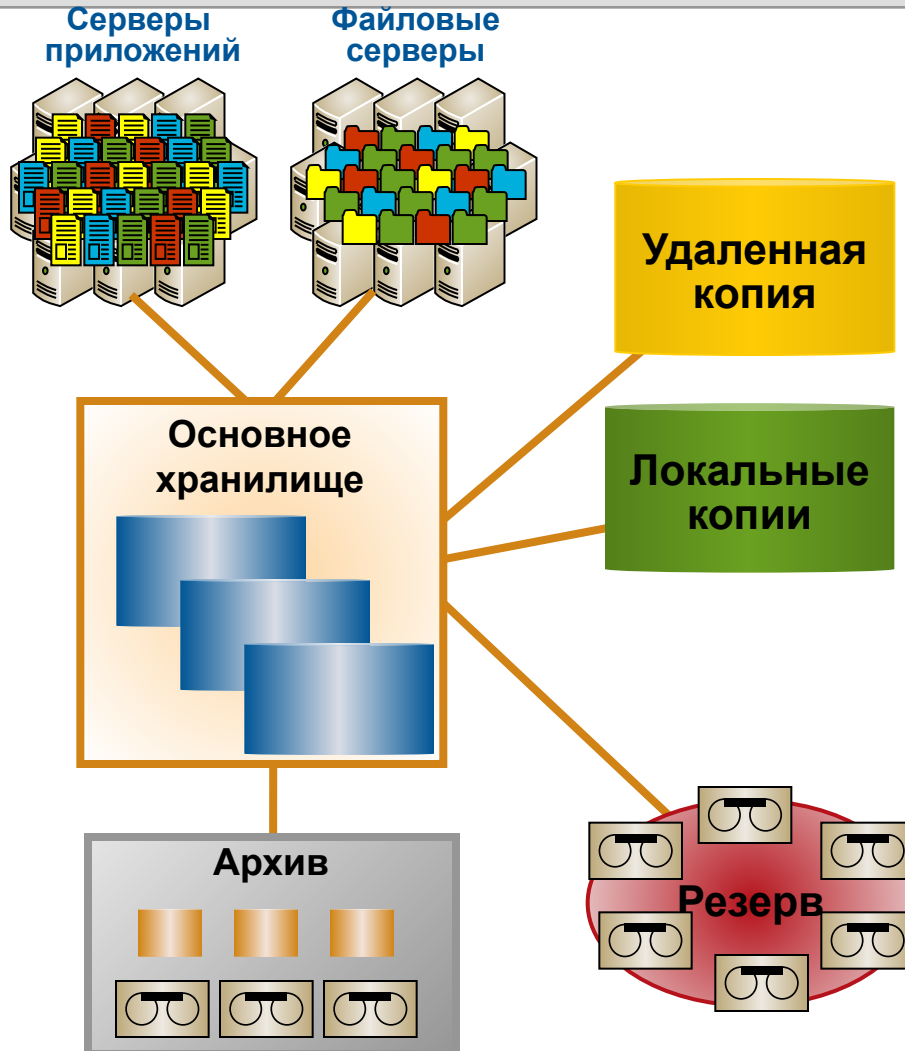 Серверы
приложений
Файловые
серверы
Удаленная
копия
Основное
хранилище
Локальные
копии
Архив
Резерв